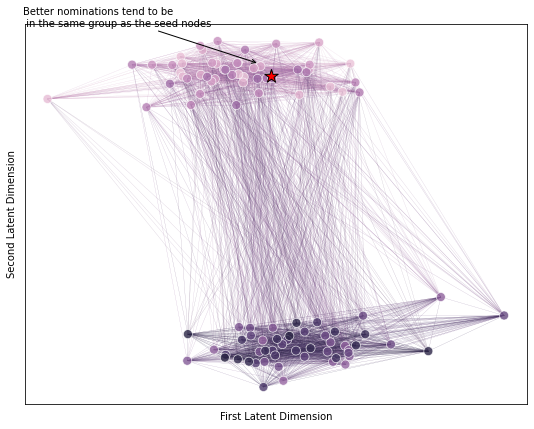 Better nominations tend to be
in the same group as the seed nodes
Second Latent Dimension
First Latent Dimension